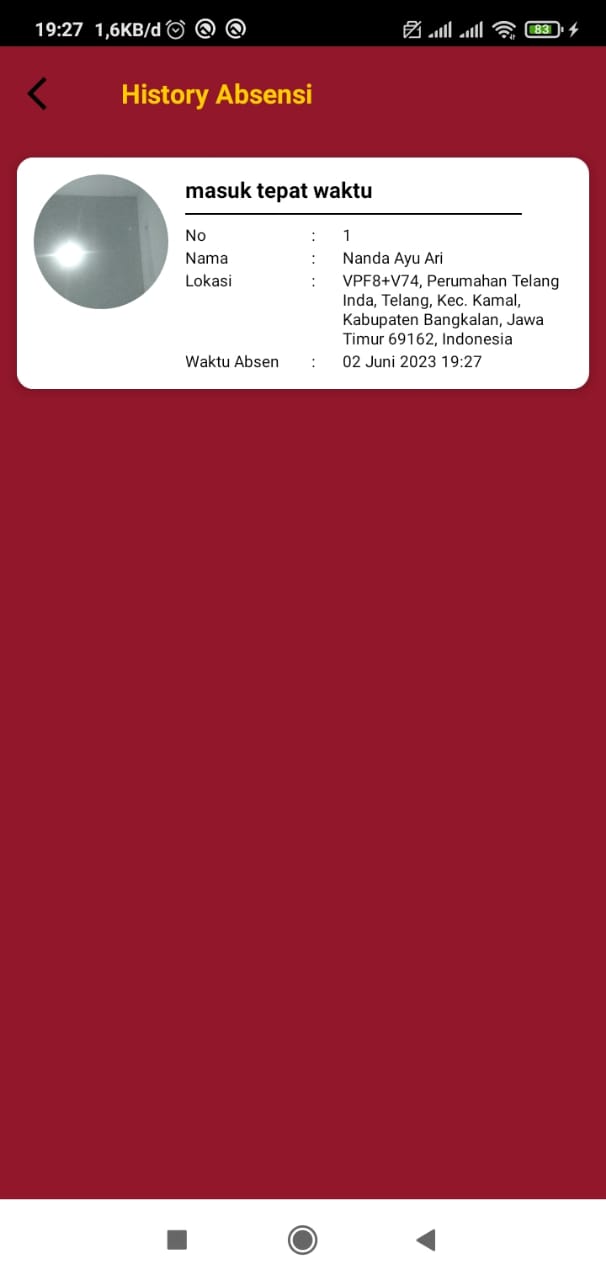 19:27 1,6KB/d 83
History Absensi
masuk tepat waktu
No : 1
Nama : Nanda Ayu Ari
Lokasi : VPF8+V74, Perumahan Telang
Inda, Telang, Kec. Kamal,
Kabupaten Bangkalan, Jawa
Timur 69162, Indonesia
Waktu Absen : 02 Juni 2023 19:27